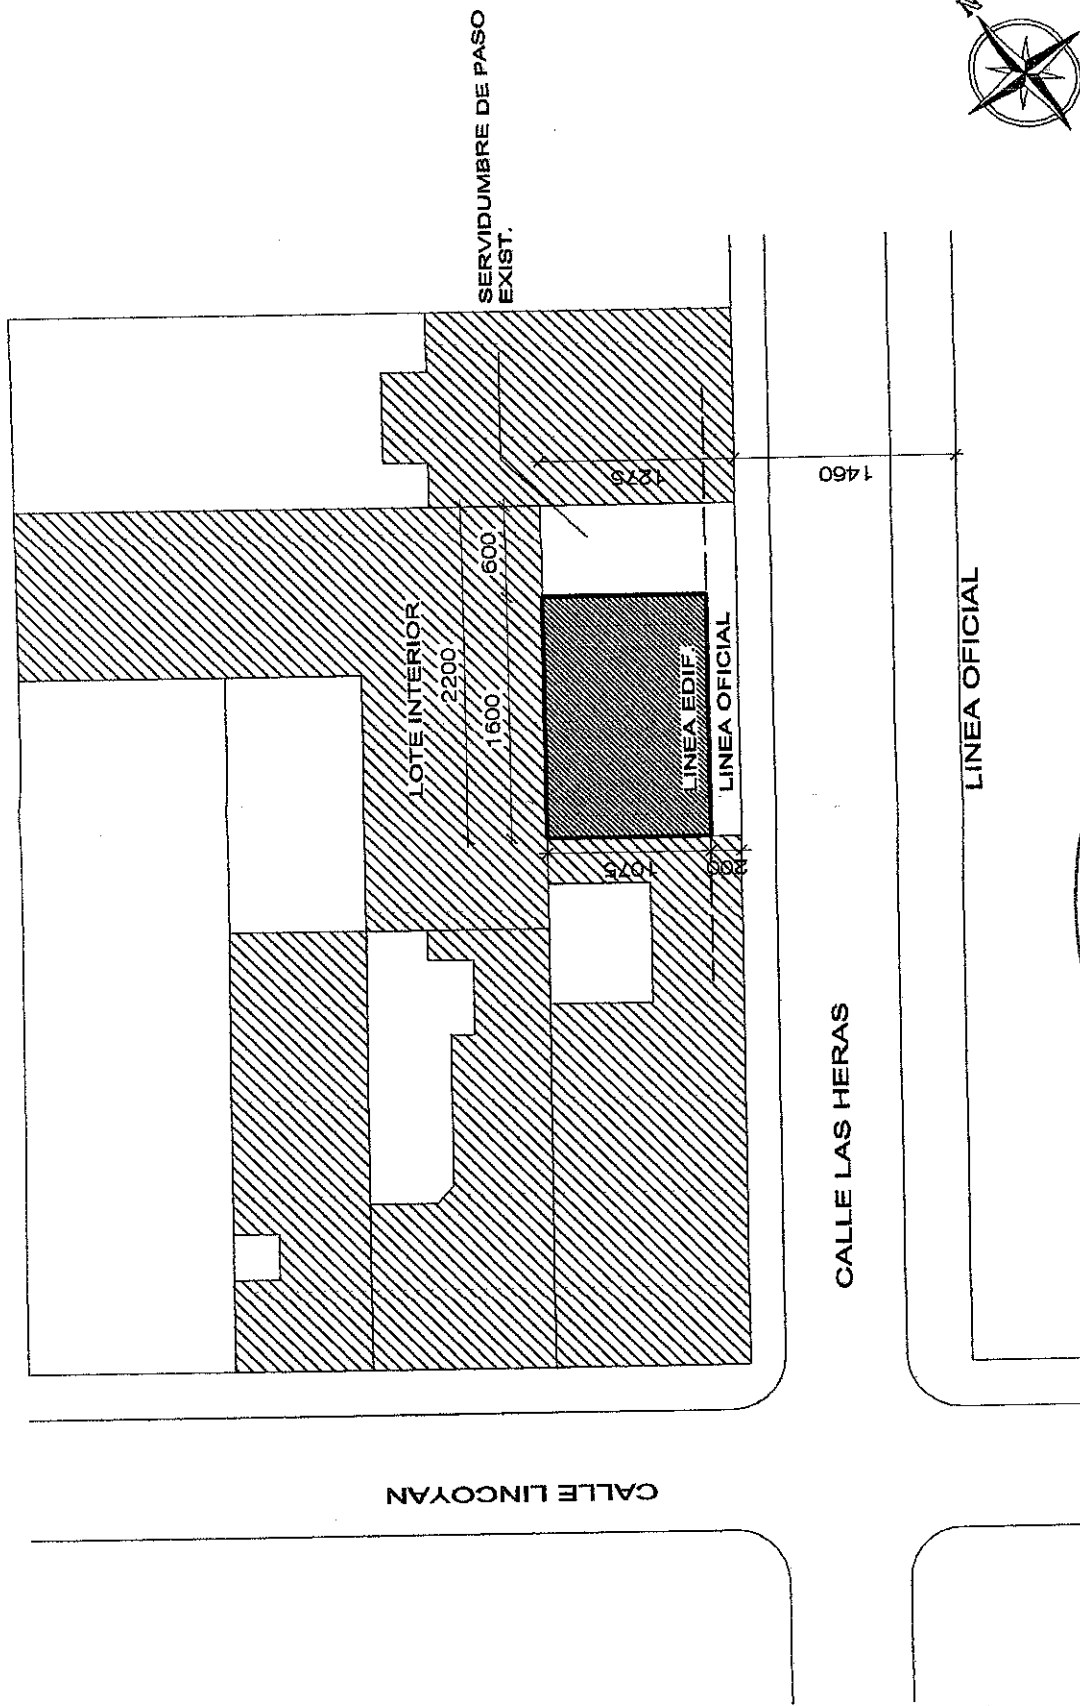 SERVIDUMBRE DE PASO
EXIST.
N
LOTE INTERIOR
2200
1600
600
1275
1460
LINEA EDIF.
LINEA OFICIAL
1075
200
LINEA OFICIAL
CALLE LAS HERAS
CALLE LINCOYAN